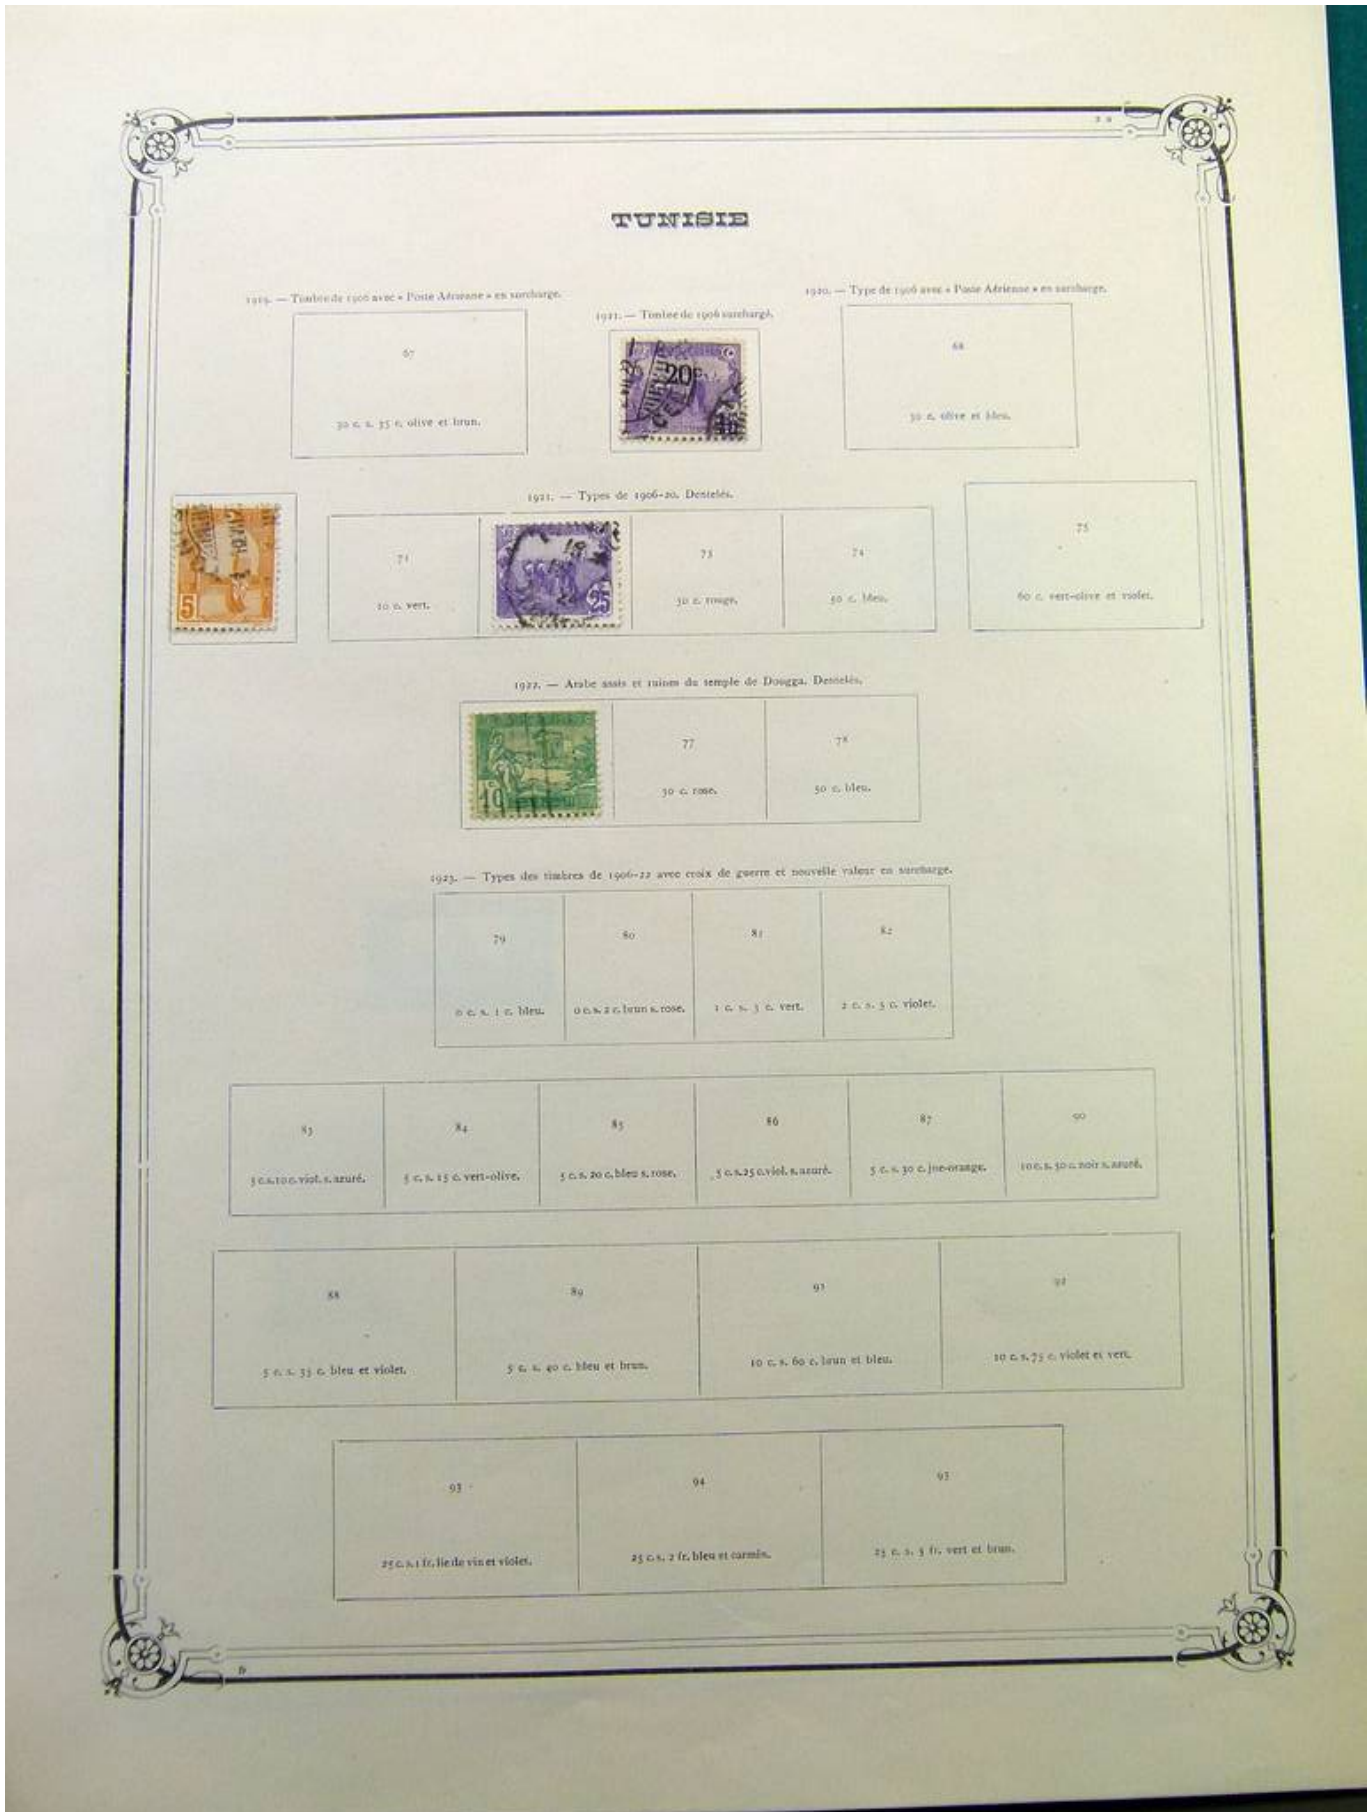 TUNISIE
1919. — Timbre de 1906 avec « Poste Aérienne » en surcharge.
1920. — Type de 1906 avec « Poste Aérienne » en surcharge.
1921. — Timbre de 1906 surchargé.
67
30 c. s. 35 c. olive et brun.
20 c.
68
30 c. olive et bleu.
1921. — Types de 1906-20. Dentelés.
5
71
10 c. vert.
25
73
30 c. rouge.
74
50 c. bleu.
75
60 c. vert-olive et violet.
1922. — Arabe assis et ruines du temple de Dougga. Dentelés.
10
77
30 c. rose.
78
50 c. bleu.
1923. — Types des timbres de 1906-22 avec croix de guerre et nouvelle valeur en surcharge.
79
0 c. s. 1 c. bleu.
80
0 c. s. 2 c. brun s. rose.
81
1 c. s. 3 c. vert.
82
2 c. s. 5 c. violet.
83
3 c. s. 10 c. viol. s. azuré.
84
5 c. s. 15 c. vert-olive.
85
5 c. s. 20 c. bleu s. rose.
86
5 c. s. 25 c. viol. s. azuré.
87
5 c. s. 30 c. jne-orange.
90
10 c. s. 50 c. noir s. azuré.
88
5 c. s. 35 c. bleu et violet.
89
5 c. s. 40 c. bleu et brun.
91
10 c. s. 60 c. brun et bleu.
92
10 c. s. 75 c. violet et vert.
93
25 c. s. 1 fr. lie de vin et violet.
94
25 c. s. 2 fr. bleu et carmin.
95
25 c. s. 5 fr. vert et brun.